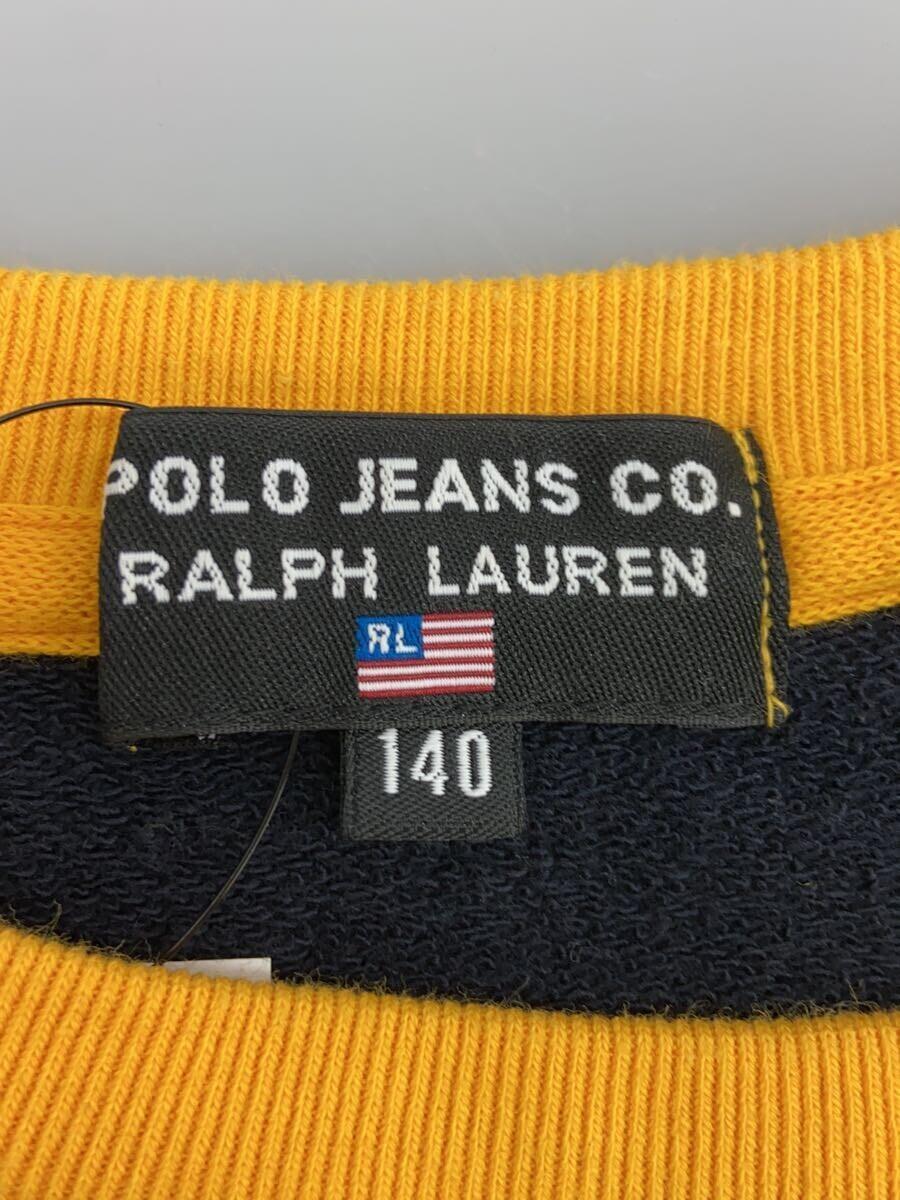 POLO JEANS CO.
RALPH LAUREN
RL
140